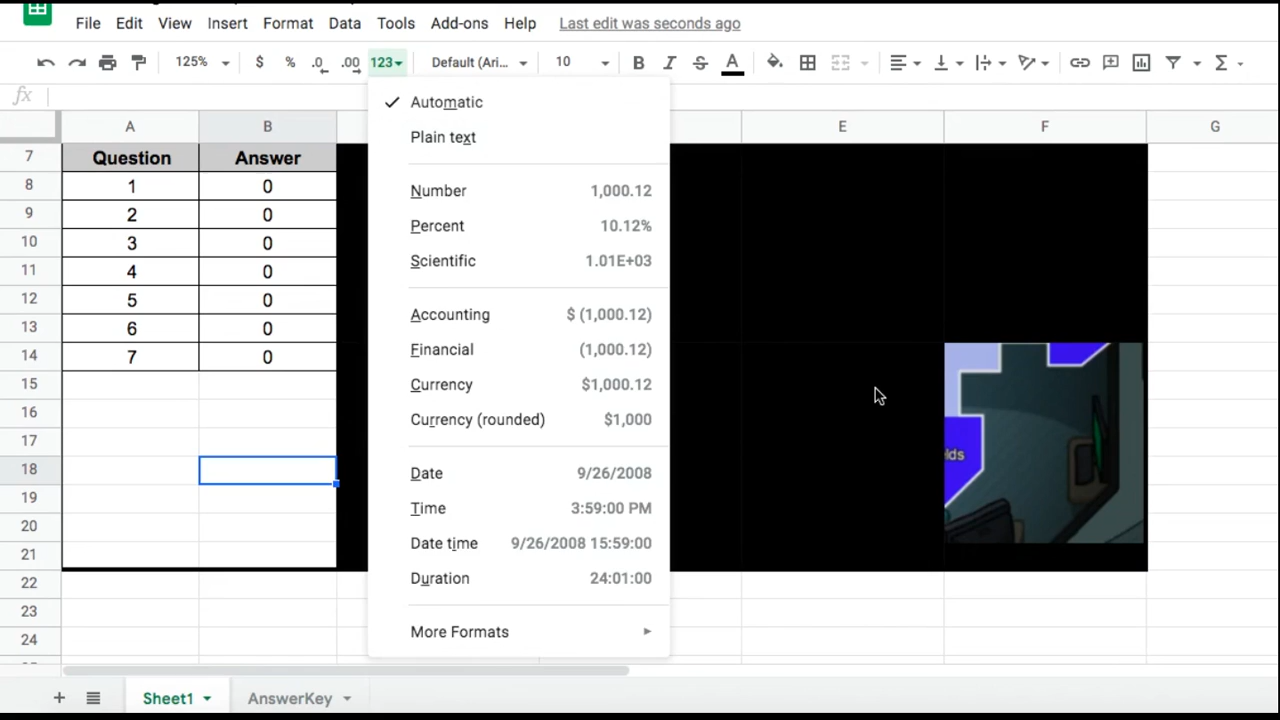 File Edit View Insert Format Data Tools Add-ons Help Last edit was seconds ago
125% $ % .0 .00 123 Default (Ari... 10 B I S A Σ
fx
A B E F G
7 Question Answer
8 1 0
9 2 0
10 3 0
11 4 0
12 5 0
13 6 0
14 7 0
15
16
17
18
19
20
21
22
23
24
Automatic
Plain text
Number 1,000.12
Percent 10.12%
Scientific 1.01E+03
Accounting $ (1,000.12)
Financial (1,000.12)
Currency $1,000.12
Currency (rounded) $1,000
Date 9/26/2008
Time 3:59:00 PM
Date time 9/26/2008 15:59:00
Duration 24:01:00
More Formats
lds
+ Sheet1 AnswerKey